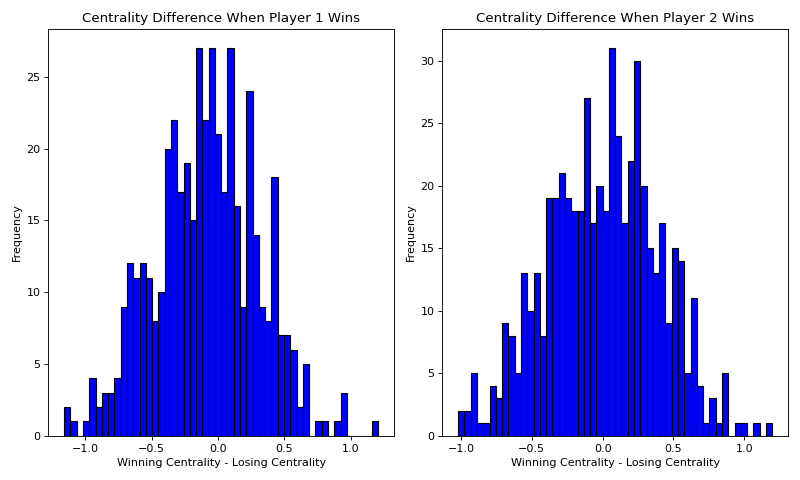 Centrality Difference When Player 1 Wins
Frequency
25
20
15
10
5
0
−1.0 −0.5 0.0 0.5 1.0
Winning Centrality - Losing Centrality
Centrality Difference When Player 2 Wins
Frequency
30
25
20
15
10
5
0
−1.0 −0.5 0.0 0.5 1.0
Winning Centrality - Losing Centrality